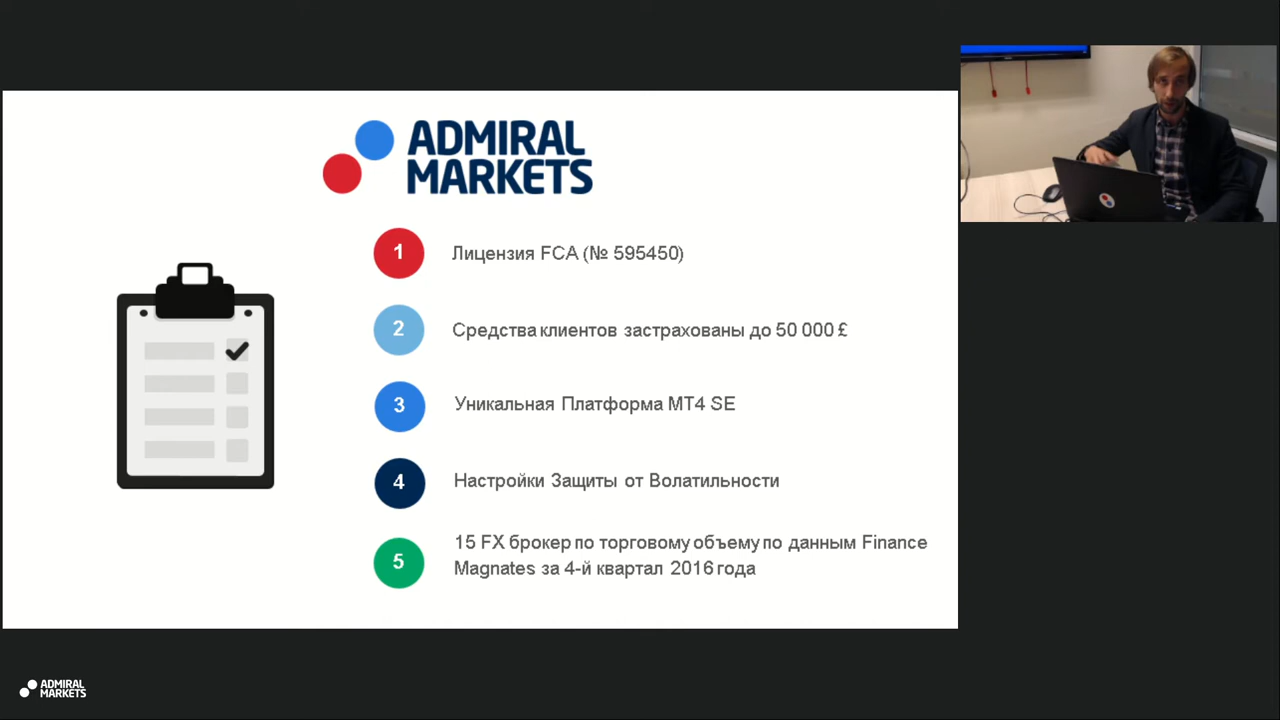 ADMIRAL
MARKETS
1 Лицензия FCA (№ 595450)
2 Средства клиентов застрахованы до 50 000 £
3 Уникальная Платформа MT4 SE
4 Настройки Защиты от Волатильности
5 15 FX брокер по торговому объему по данным Finance
Magnates за 4-й квартал 2016 года
ADMIRAL
MARKETS